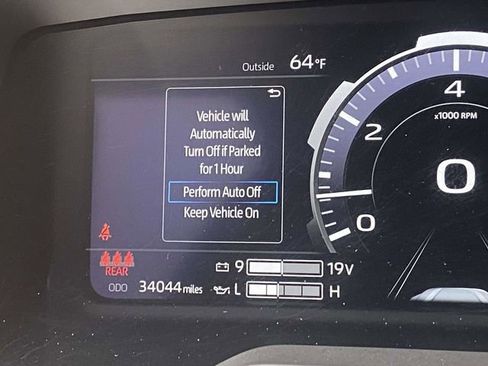 Outside 64°F
Vehicle will
Automatically
Turn Off if Parked
for 1 Hour
Perform Auto Off
Keep Vehicle On
4
x1000 RPM
2
0
0
REAR
9 19V
ODO 34044 miles
L H